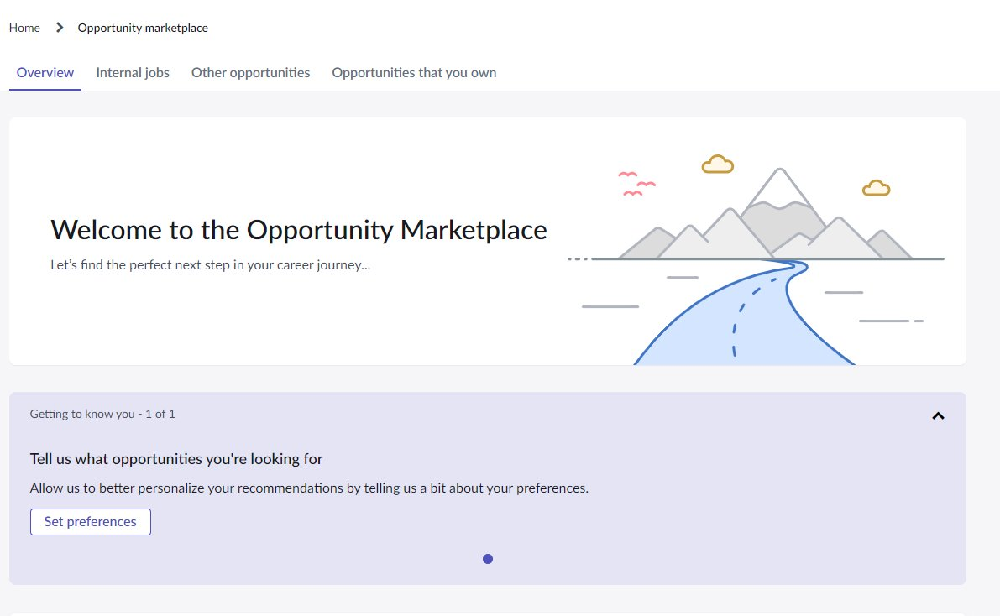 Home > Opportunity marketplace
Overview Internal jobs Other opportunities Opportunities that you own
Welcome to the Opportunity Marketplace
Let’s find the perfect next step in your career journey...
Getting to know you - 1 of 1
Tell us what opportunities you're looking for
Allow us to better personalize your recommendations by telling us a bit about your preferences.
Set preferences